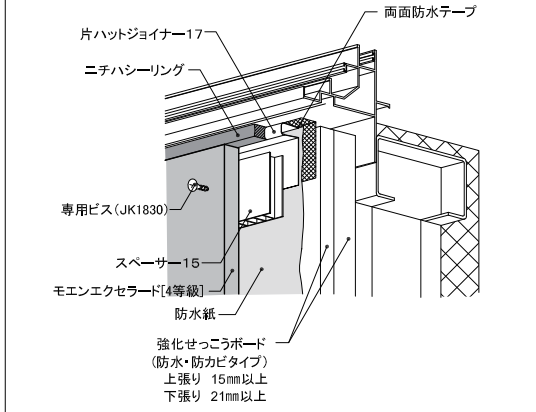 両面防水テープ
片ハットジョイナー17
ニチハシーリング
専用ビス(JK1830)
スペーサー15
モエンエクセラード[4等級]
防水紙
強化せっこうボード
(防水・防カビタイプ)
上張り 15mm以上
下張り 21mm以上